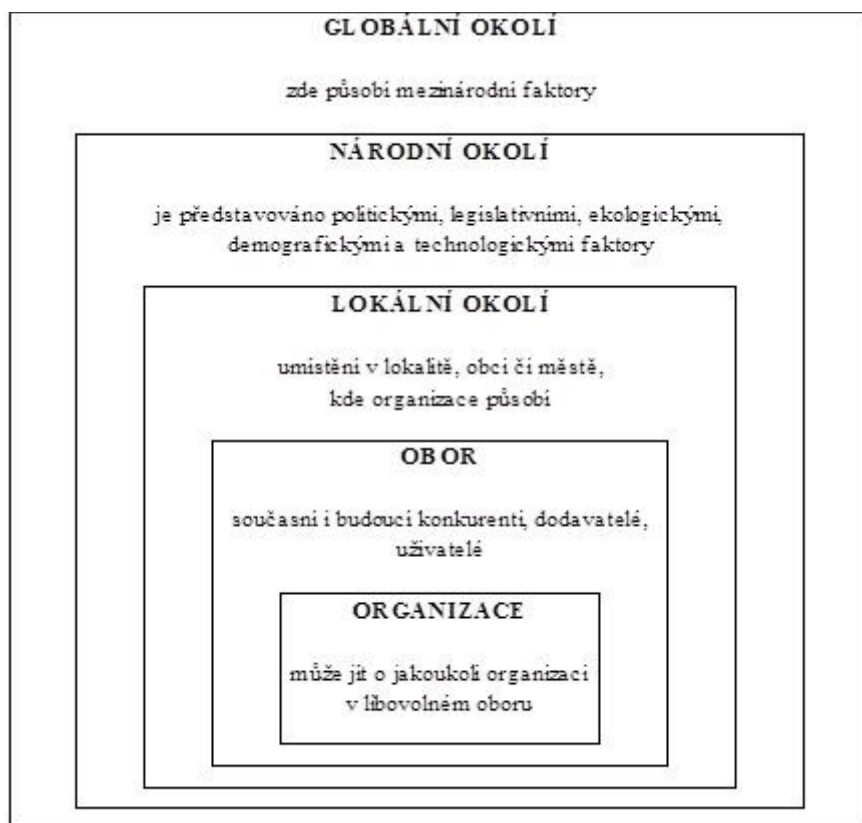 GLOBÁLNÍ OKOLÍ
zde působí mezinárodní faktory
NÁRODNÍ OKOLÍ
je představováno politickými, legislativními, ekologickými,
demografickými a technologickými faktory
LOKÁLNÍ OKOLÍ
umístění v lokalitě, obci či městě,
kde organizace působí
OBOR
současní i budoucí konkurenti, dodavatelé,
uživatelé
ORGANIZACE
může jít o jakoukoli organizaci
v libovolném oboru